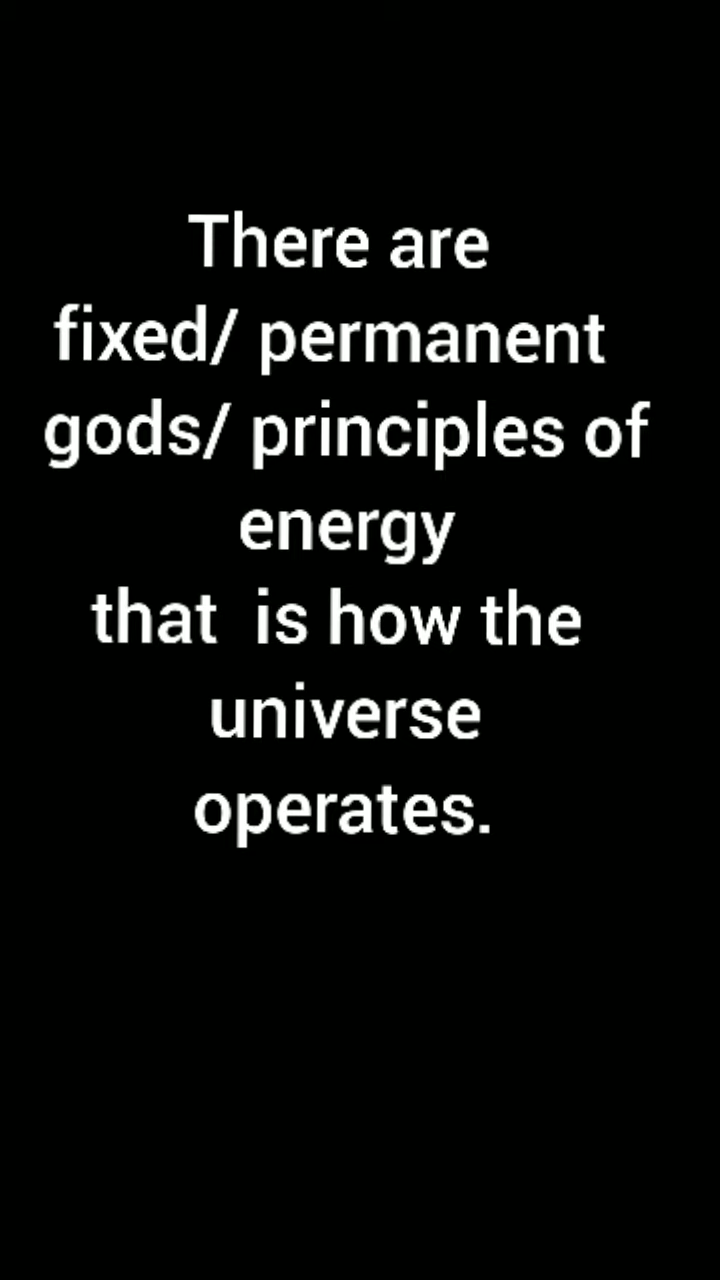 There are
fixed/ permanent
gods/ principles of
energy
that  is how the
universe
operates.